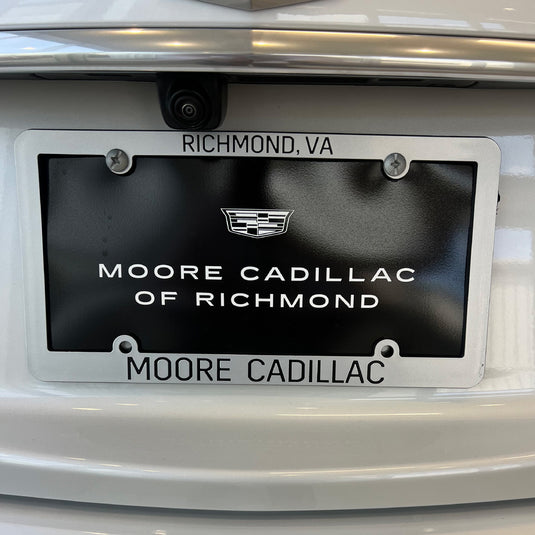 RICHMOND, VA
MOORE CADILLAC
OF RICHMOND
MOORE CADILLAC